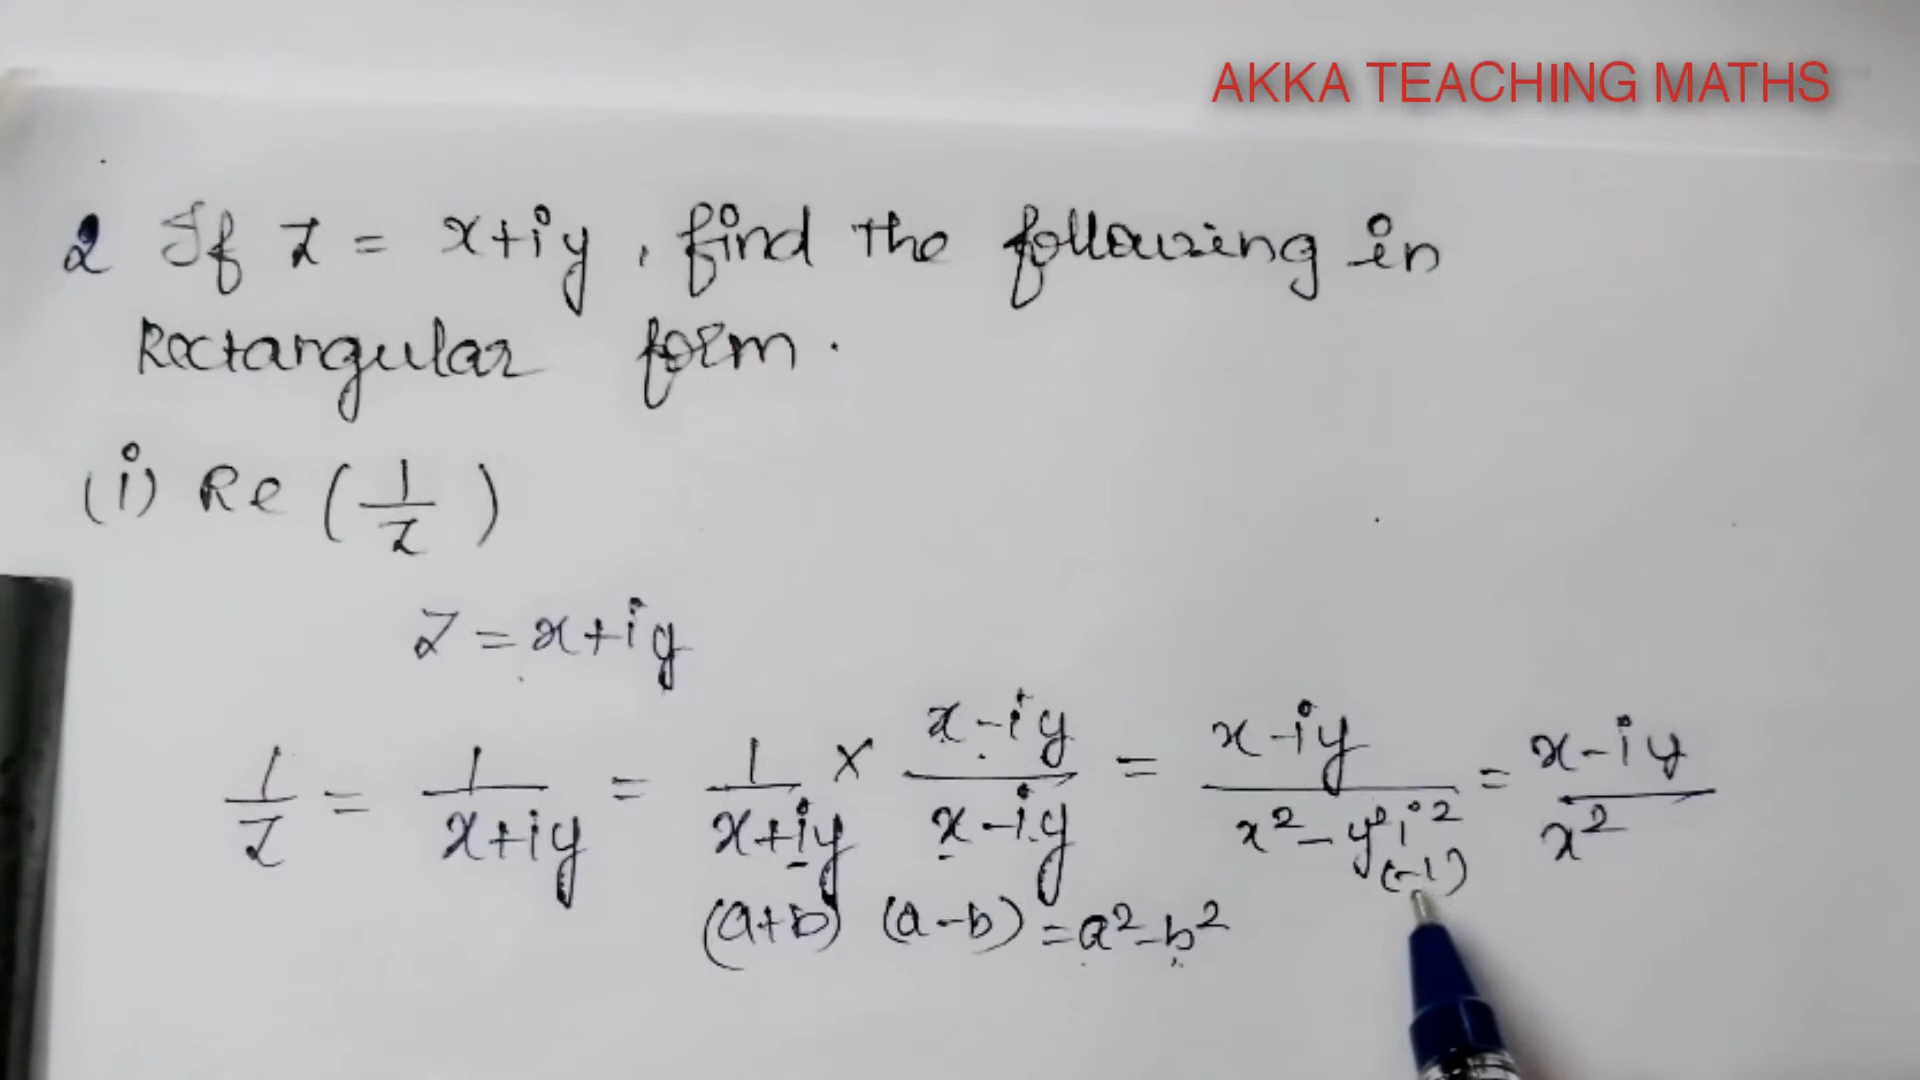 AKKA TEACHING MATHS
2 If z = x+iy, find the following in
Rectangular form.
(i) Re (1/z)
z = x+iy
1/z = 1/(x+iy) = 1/(x+iy) × (x-iy)/(x-iy) = (x-iy)/(x²-y²i²) = (x-iy)/x²
(-1)
(a+b) (a-b) = a²-b²